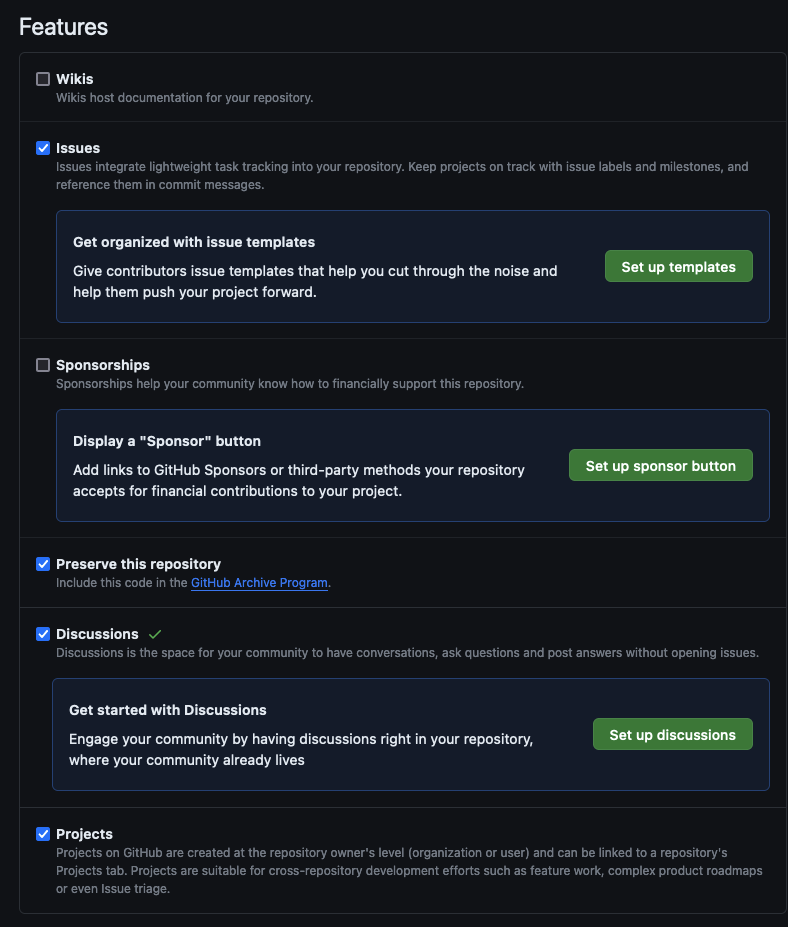 Features
Wikis
Wikis host documentation for your repository.
Issues
Issues integrate lightweight task tracking into your repository. Keep projects on track with issue labels and milestones, and
reference them in commit messages.
Get organized with issue templates
Give contributors issue templates that help you cut through the noise and
help them push your project forward.
Set up templates
Sponsorships
Sponsorships help your community know how to financially support this repository.
Display a "Sponsor" button
Add links to GitHub Sponsors or third-party methods your repository
accepts for financial contributions to your project.
Set up sponsor button
Preserve this repository
Include this code in the GitHub Archive Program.
Discussions
Discussions is the space for your community to have conversations, ask questions and post answers without opening issues.
Get started with Discussions
Engage your community by having discussions right in your repository,
where your community already lives
Set up discussions
Projects
Projects on GitHub are created at the repository owner's level (organization or user) and can be linked to a repository's
Projects tab. Projects are suitable for cross-repository development efforts such as feature work, complex product roadmaps
or even Issue triage.